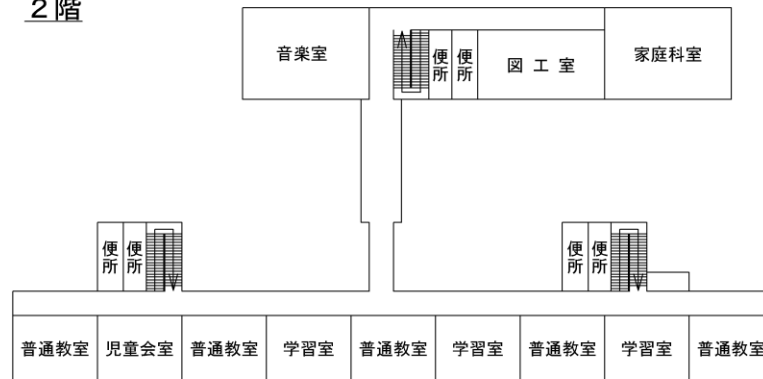 2階
音楽室
便所
便所
図工室
家庭科室
便所
便所
便所
便所
普通教室
児童会室
普通教室
学習室
普通教室
学習室
普通教室
学習室
普通教室